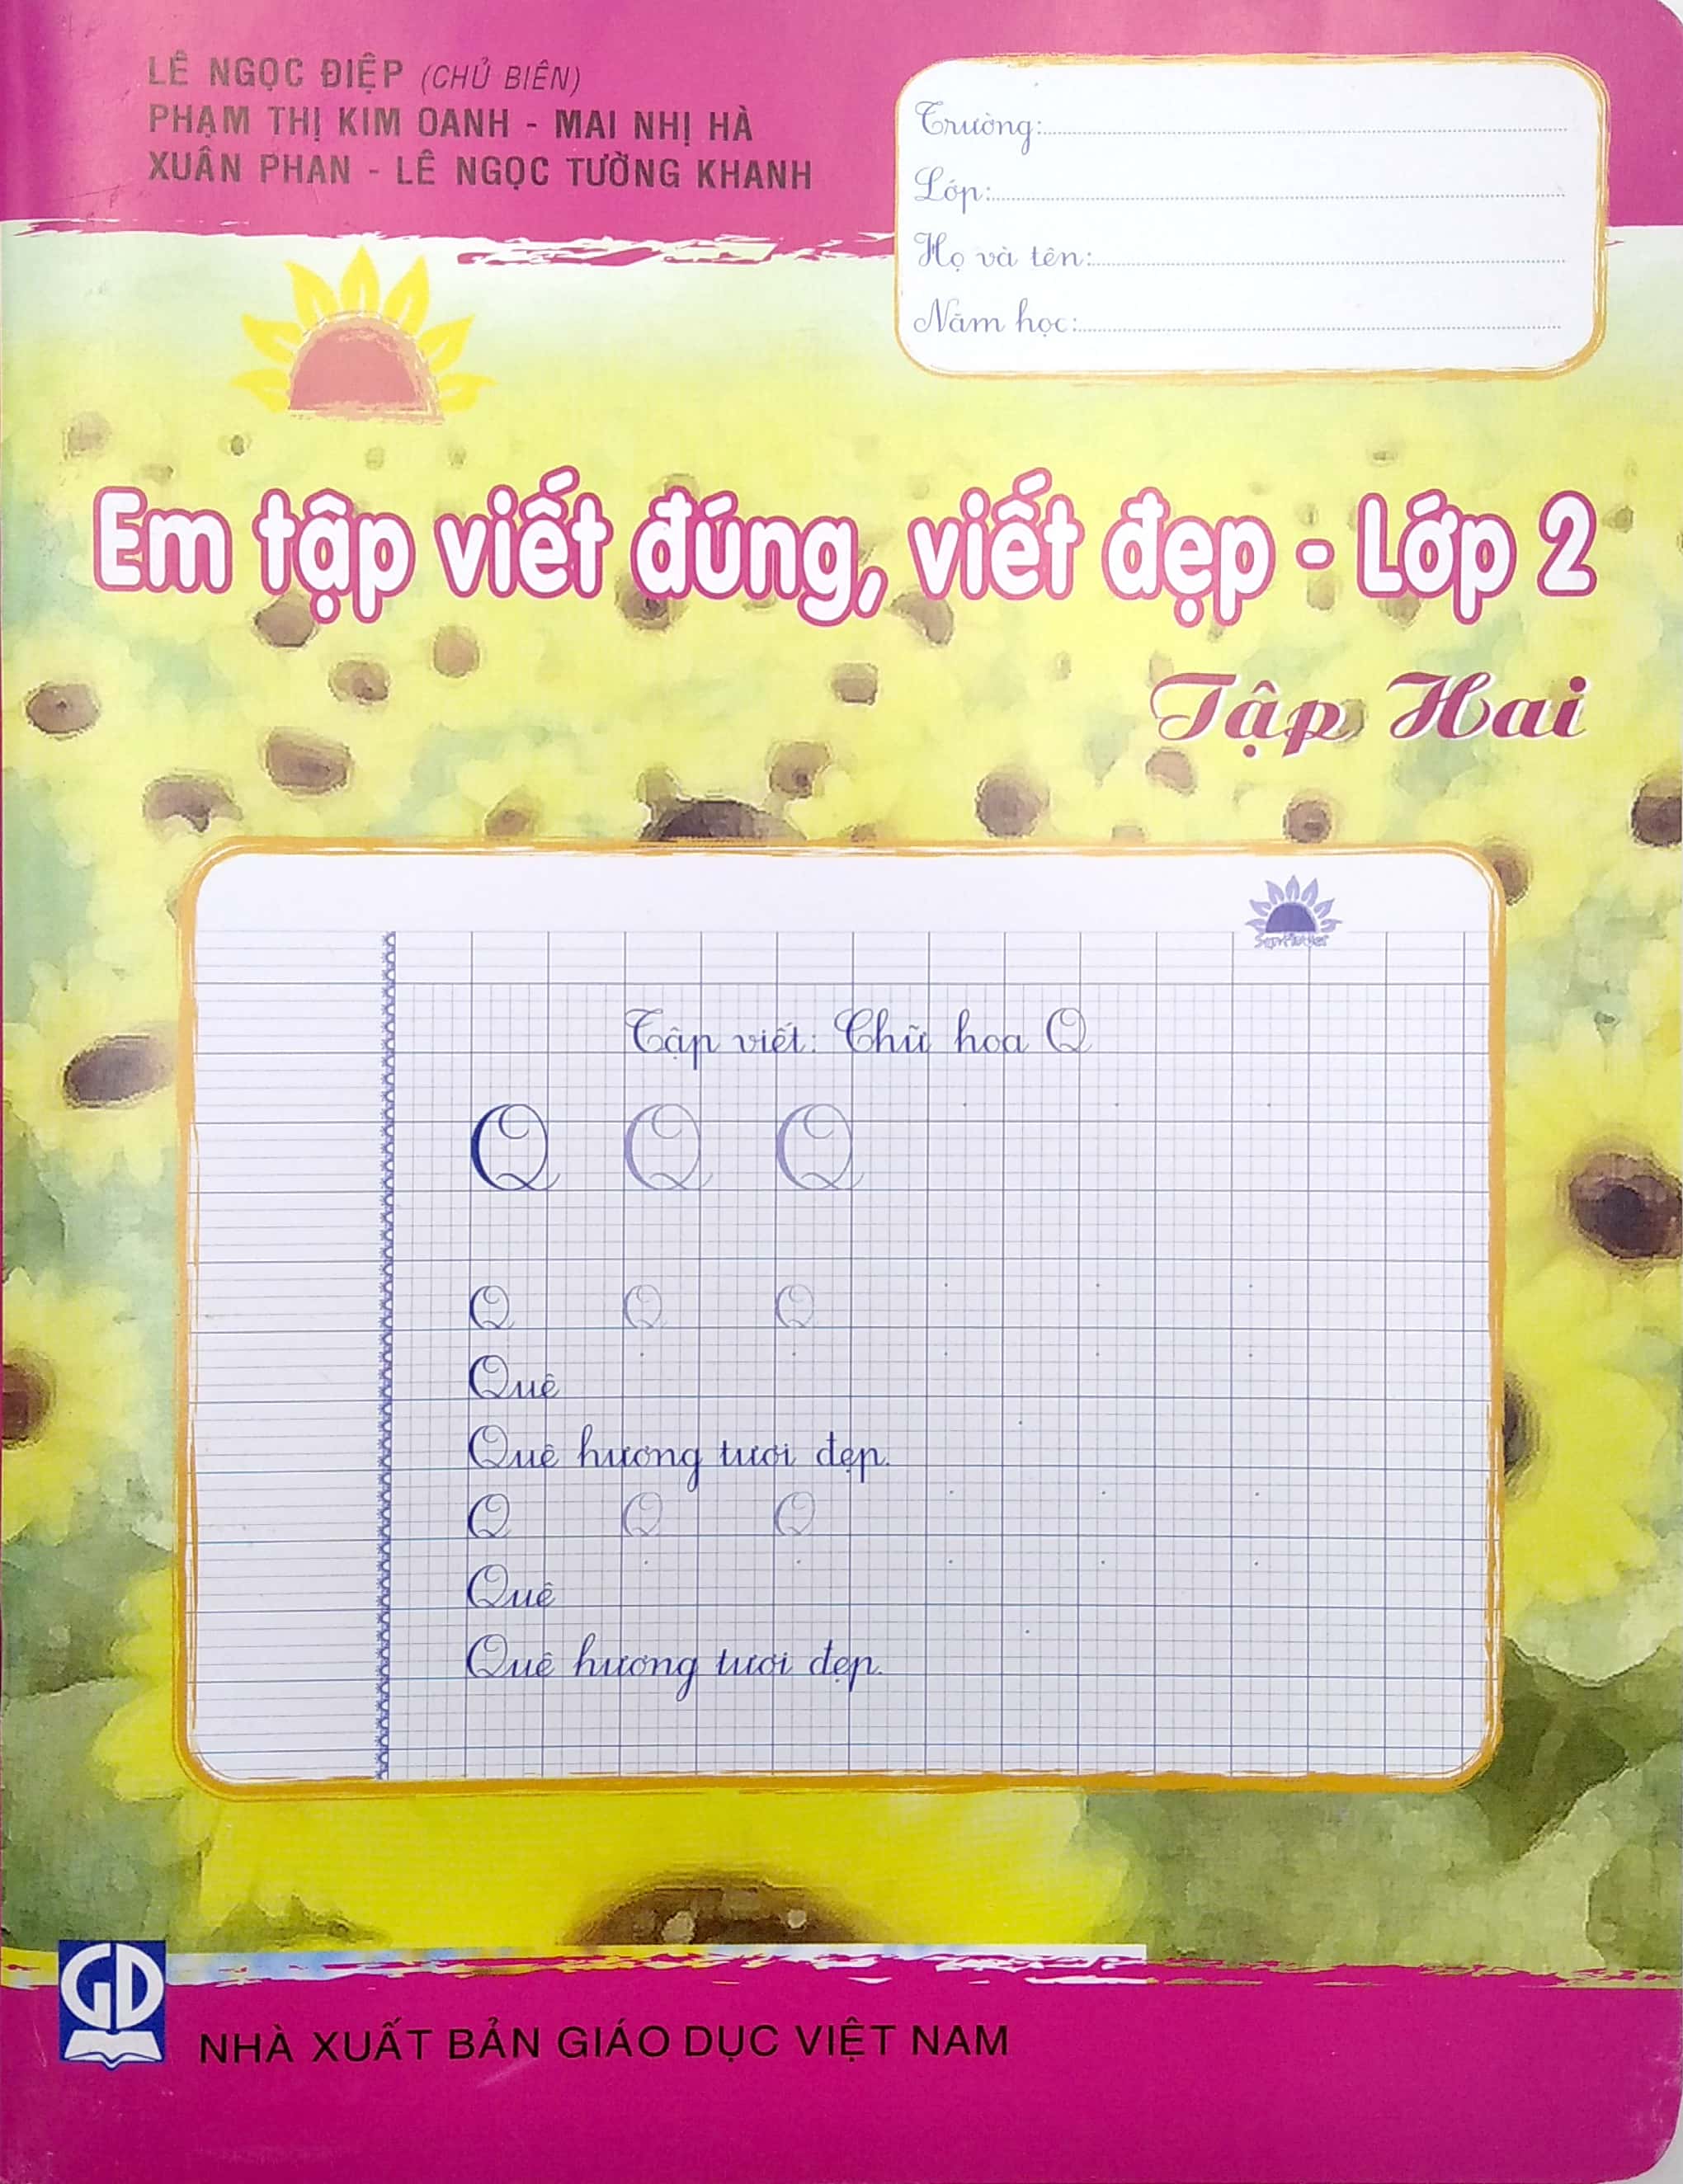 LÊ NGỌC ĐIỆP (CHỦ BIÊN)
PHẠM THỊ KIM OANH - MAI NHỊ HÀ
XUÂN PHAN - LÊ NGỌC TƯỜNG KHANH
Trường:
Lớp:
Họ và tên:
Năm học:
Em tập viết đúng, viết đẹp - Lớp 2
Tập Hai
Sunflower
Tập viết: Chữ hoa Q
Q Q Q
Q Q Q
Quê
Quê hương tươi đẹp.
Q Q Q
Quê
Quê hương tươi đẹp.
GD
NHÀ XUẤT BẢN GIÁO DỤC VIỆT NAM